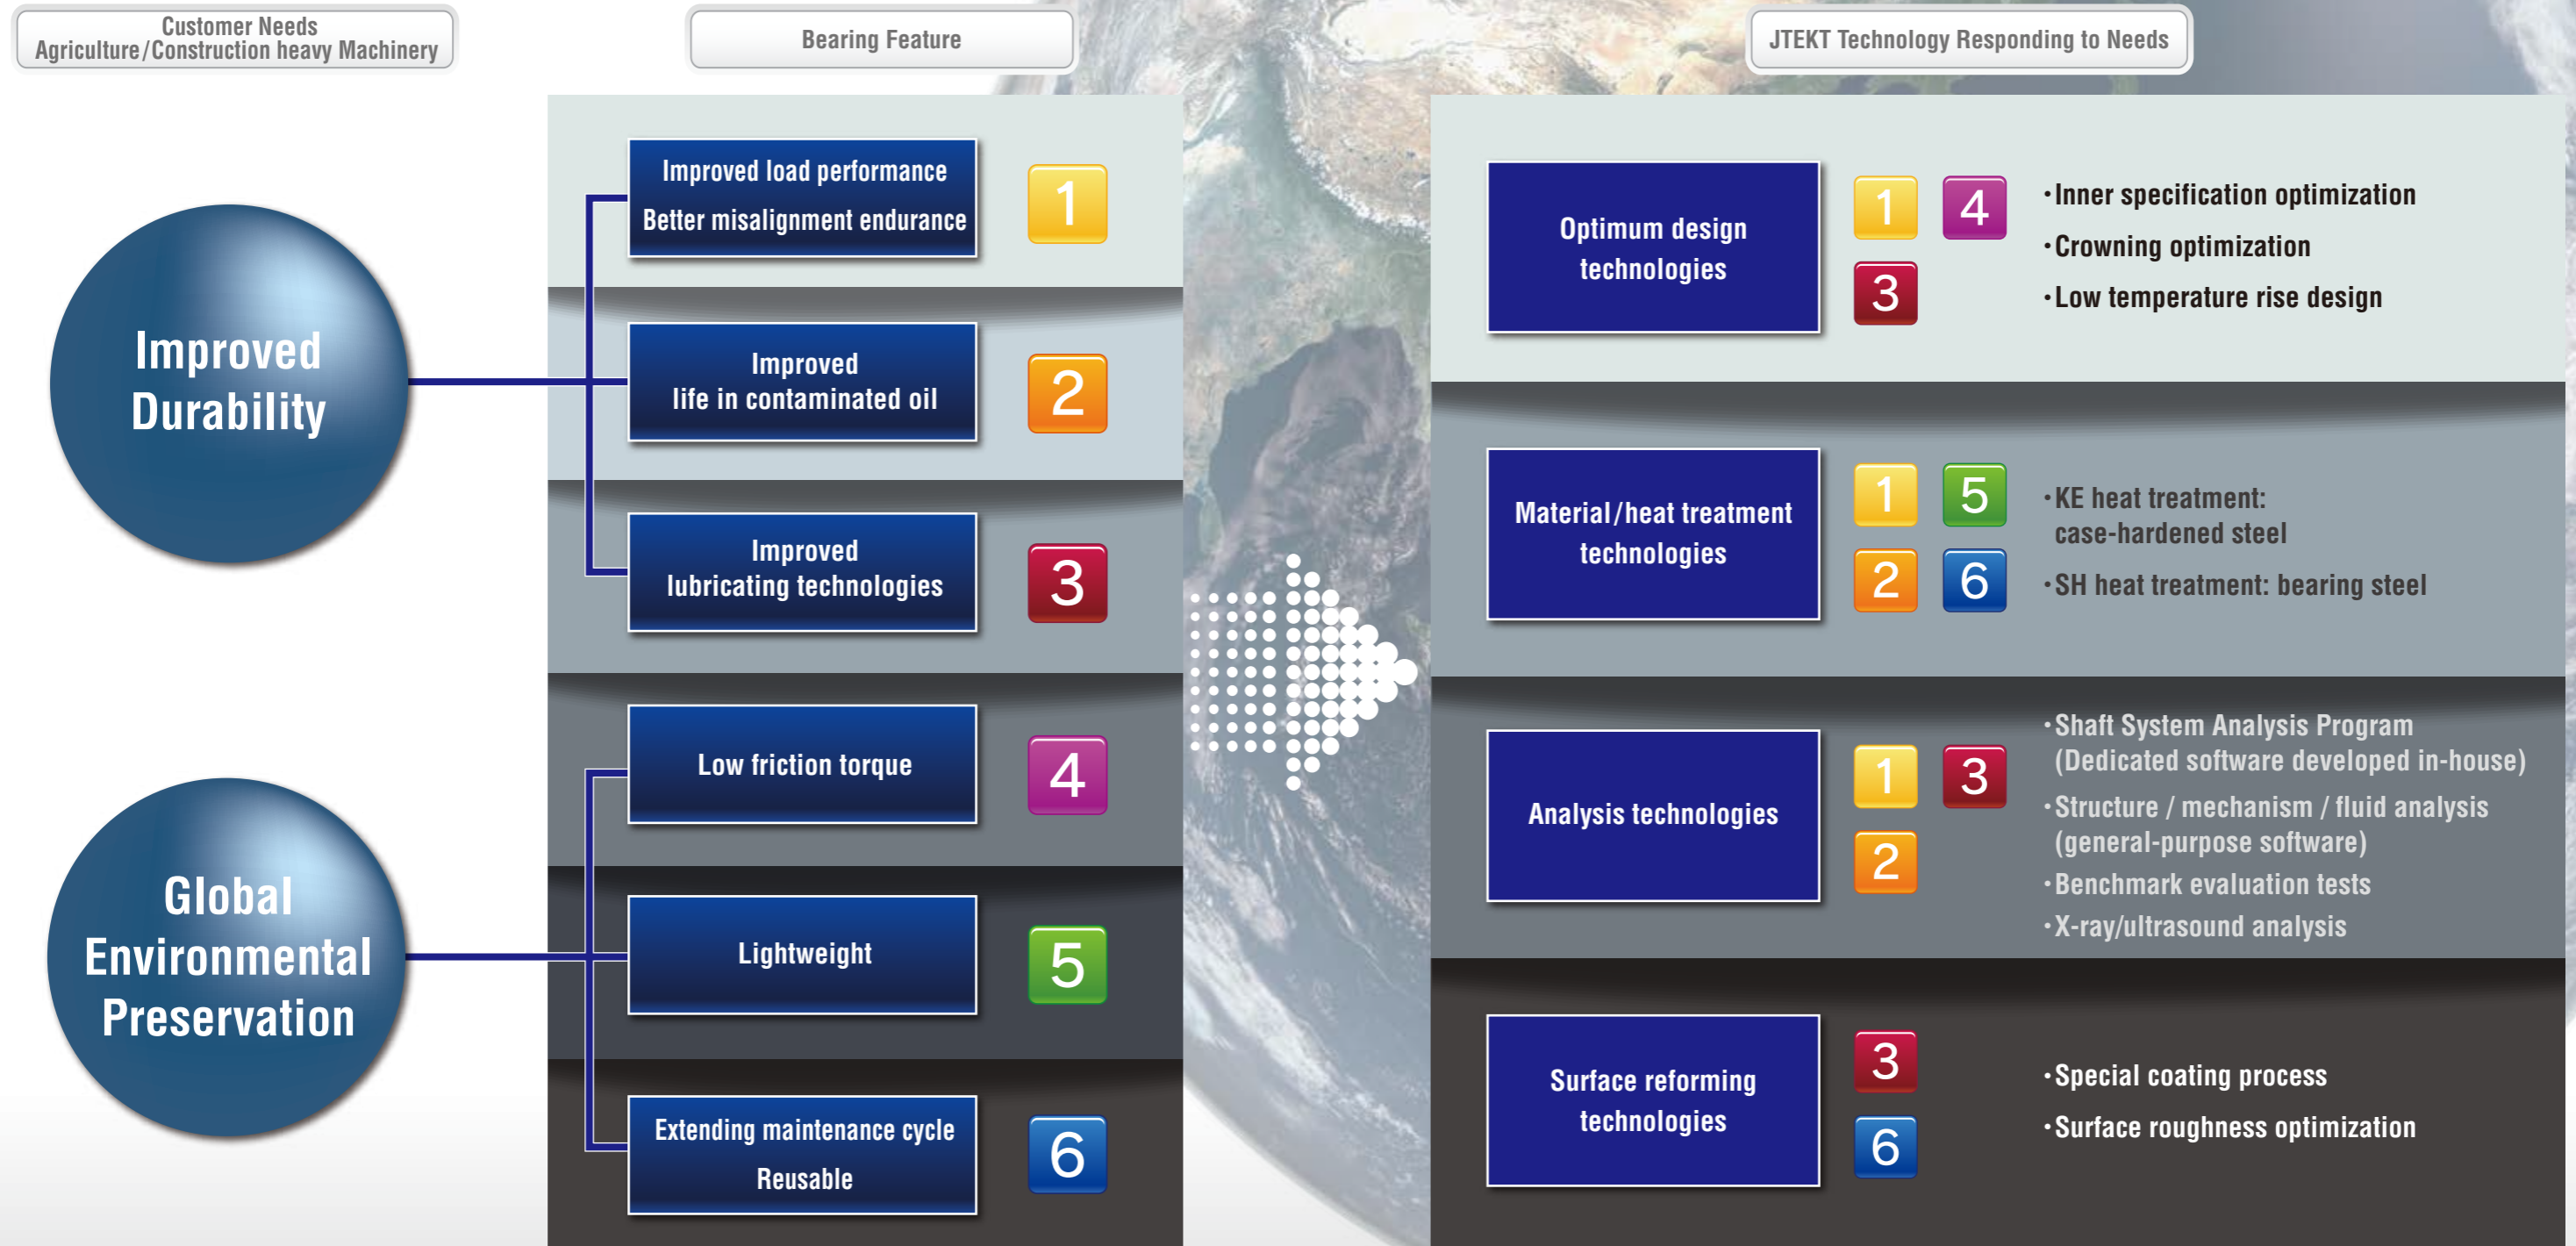 Customer Needs
Agriculture/Construction heavy Machinery
Bearing Feature
JTEKT Technology Responding to Needs
Improved
Durability
Global
Environmental
Preservation
Improved load performance
Better misalignment endurance
1
Improved
life in contaminated oil
2
Improved
lubricating technologies
3
Low friction torque
4
Lightweight
5
Extending maintenance cycle
Reusable
6
Optimum design
technologies
1 4
3
・Inner specification optimization
・Crowning optimization
・Low temperature rise design
Material/heat treatment
technologies
1 5
2 6
・KE heat treatment:
case-hardened steel
・SH heat treatment: bearing steel
Analysis technologies
1 3
2
・Shaft System Analysis Program
(Dedicated software developed in-house)
・Structure / mechanism / fluid analysis
(general-purpose software)
・Benchmark evaluation tests
・X-ray/ultrasound analysis
Surface reforming
technologies
3
6
・Special coating process
・Surface roughness optimization